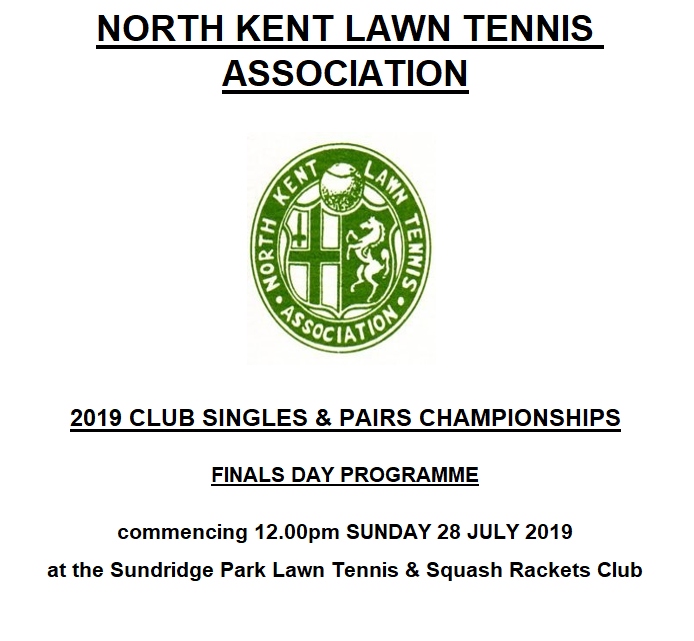 NORTH KENT LAWN TENNIS
ASSOCIATION
NORTH KENT LAWN TENNIS
• ASSOCIATION •
2019 CLUB SINGLES & PAIRS CHAMPIONSHIPS
FINALS DAY PROGRAMME
commencing 12.00pm SUNDAY 28 JULY 2019
at the Sundridge Park Lawn Tennis & Squash Rackets Club